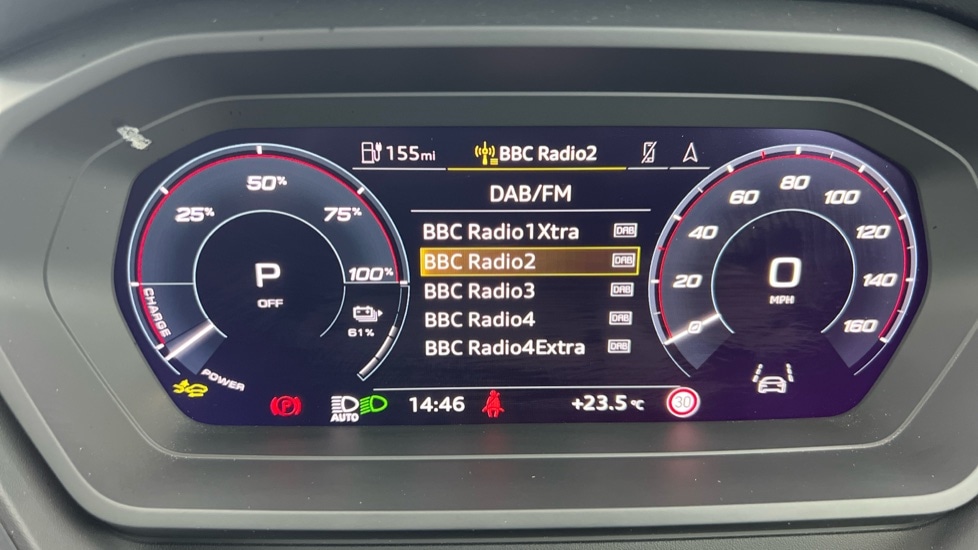 155mi BBC Radio2
DAB/FM
BBC Radio1Xtra DAB
BBC Radio2 DAB
BBC Radio3 DAB
BBC Radio4 DAB
BBC Radio4Extra DAB
25% 50% 75% 100%
P
OFF
61%
CHARGE
POWER
0 20 40 60 80 100 120 140 160
0
MPH
P
AUTO
14:46
+23.5 °C
30